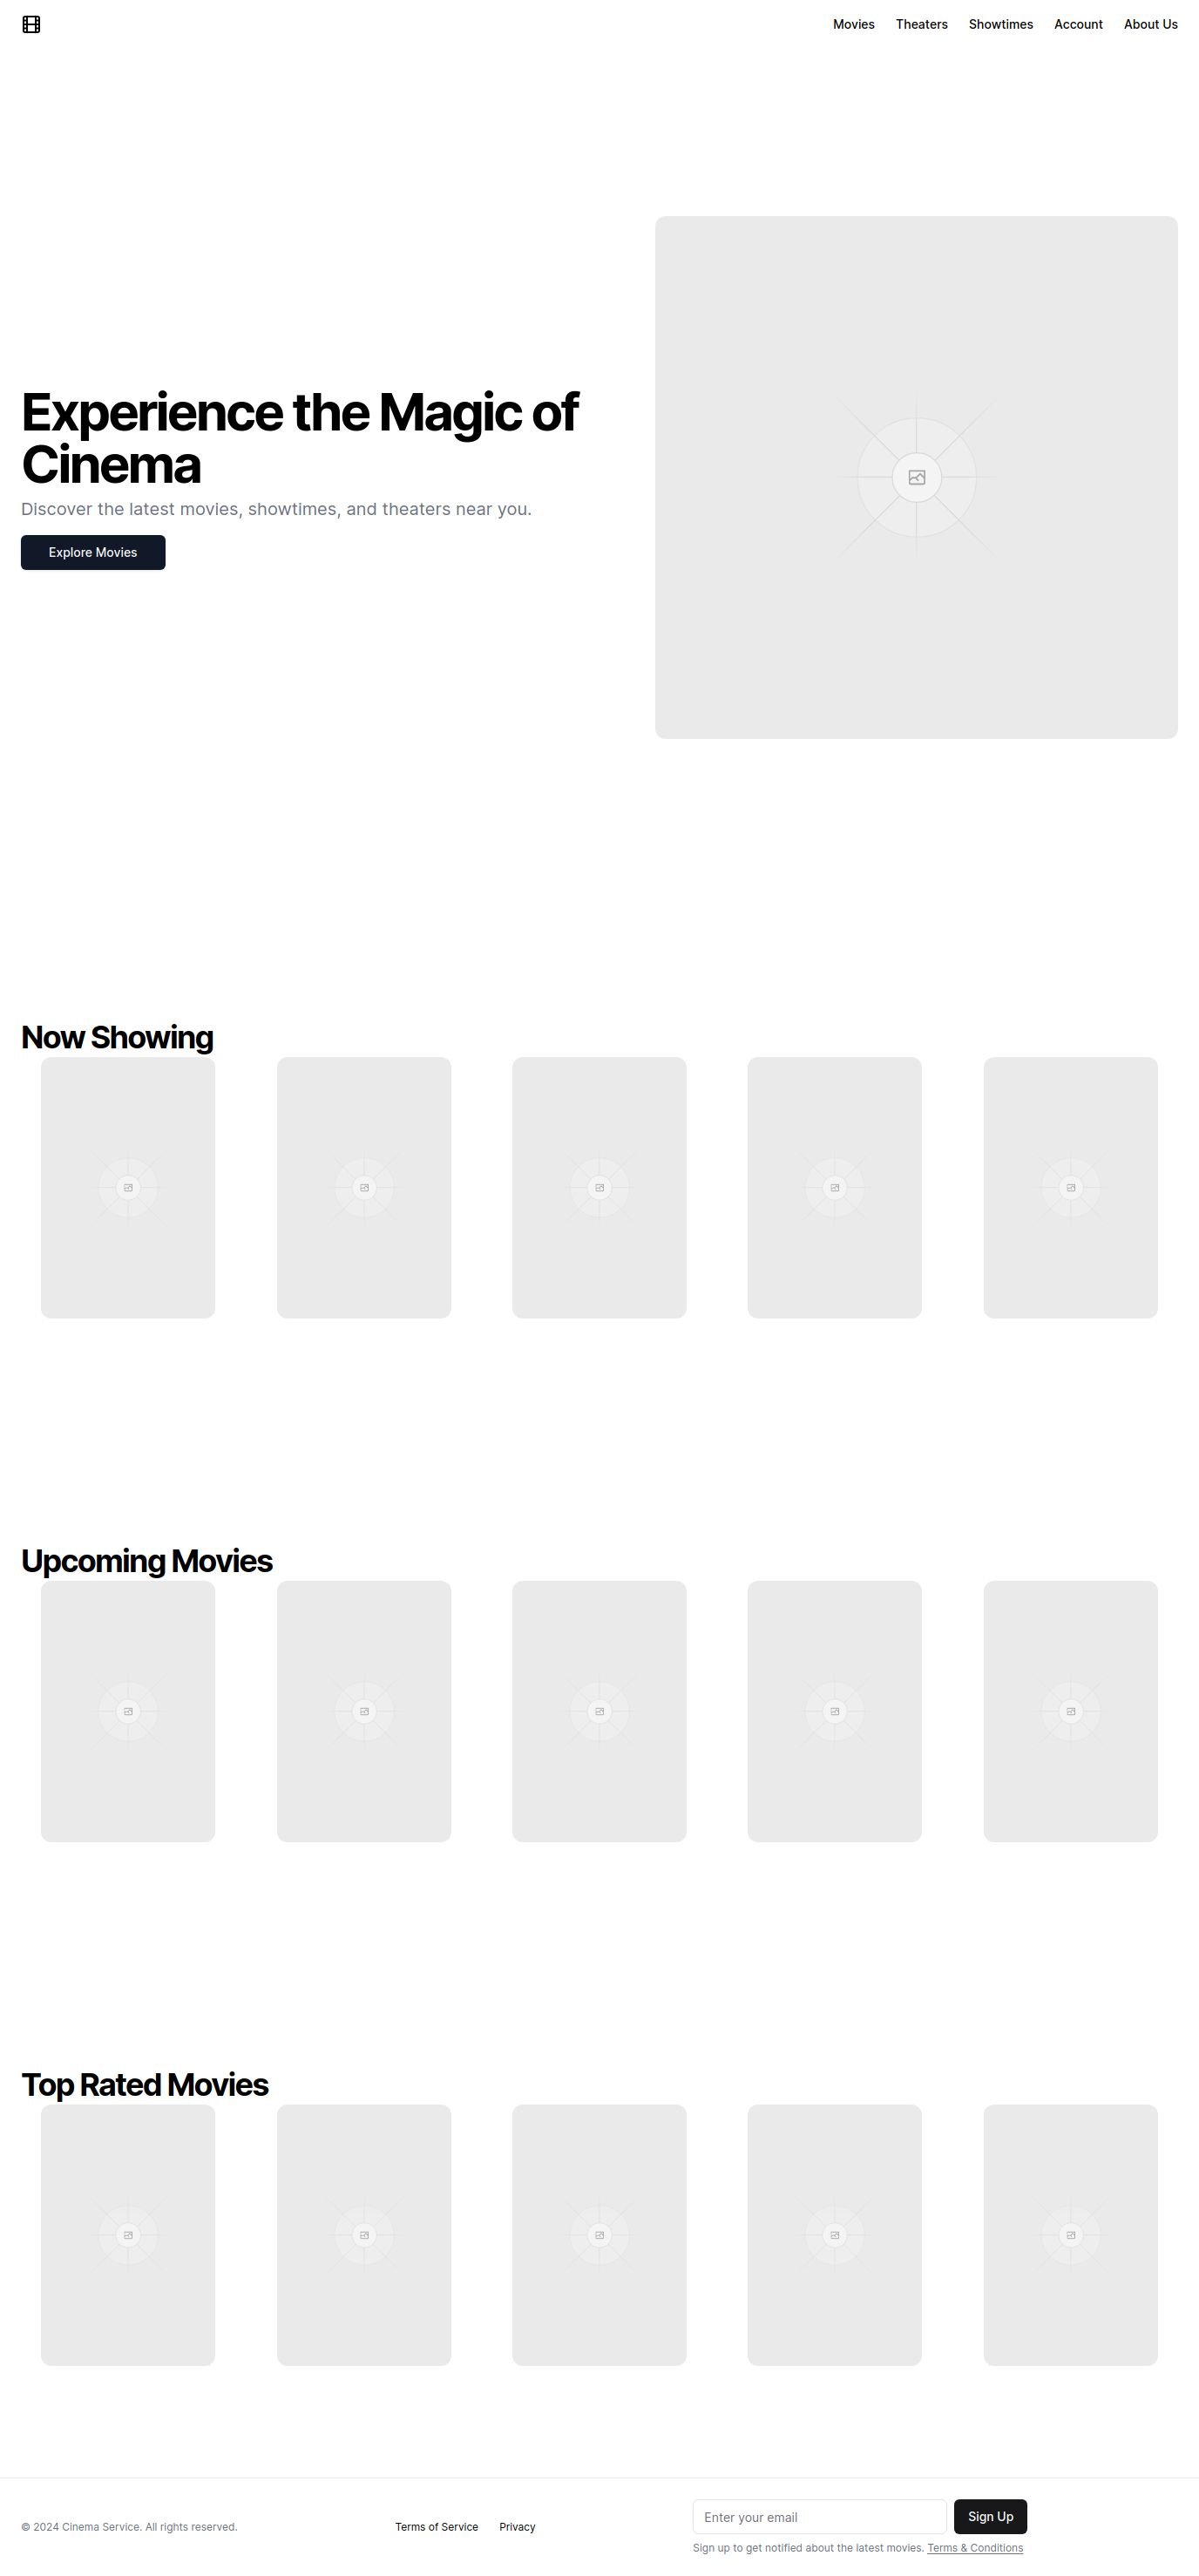 Movies Theaters Showtimes Account About Us
Experience the Magic of
Cinema
Discover the latest movies, showtimes, and theaters near you.
Explore Movies
Now Showing
Upcoming Movies
Top Rated Movies
© 2024 Cinema Service. All rights reserved.
Terms of Service Privacy
Enter your email
Sign Up
Sign up to get notified about the latest movies. Terms & Conditions